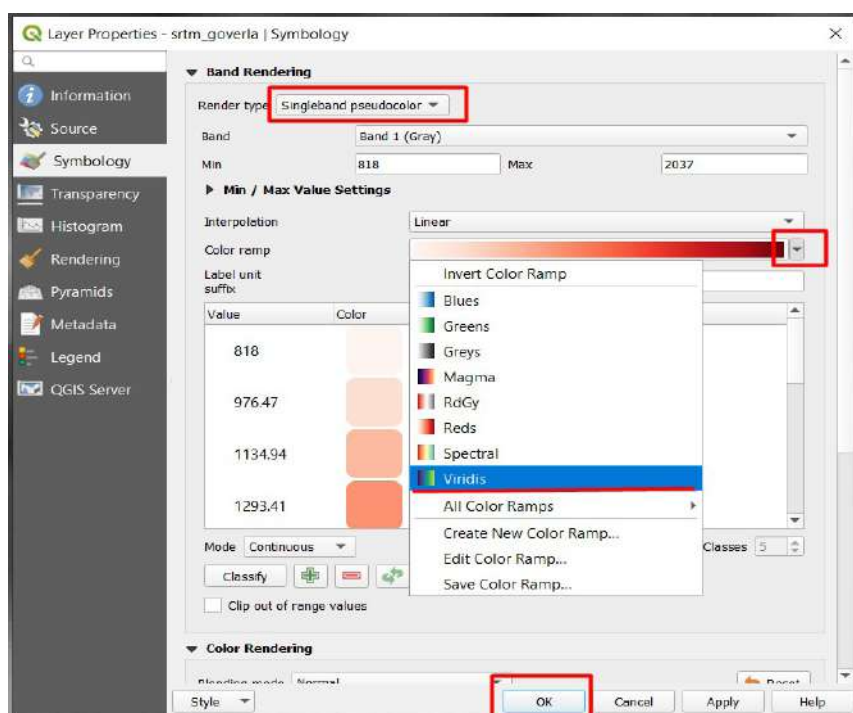 Layer Properties - srtm_goverla | Symbology
Information
Source
Symbology
Transparency
Histogram
Rendering
Pyramids
Metadata
Legend
QGIS Server
Band Rendering
Render type Singleband pseudocolor
Band Band 1 (Gray)
Min 818 Max 2037
Min / Max Value Settings
Interpolation Linear
Color ramp
Label unit
suffix
Value Color
818
976.47
1134.94
1293.41
Invert Color Ramp
Blues
Greens
Greys
Magma
RdGy
Reds
Spectral
Viridis
All Color Ramps
Create New Color Ramp...
Edit Color Ramp...
Save Color Ramp...
Mode Continuous Classes 5
Classify
Clip out of range values
Color Rendering
Blending mode Normal Reset
Style OK Cancel Apply Help